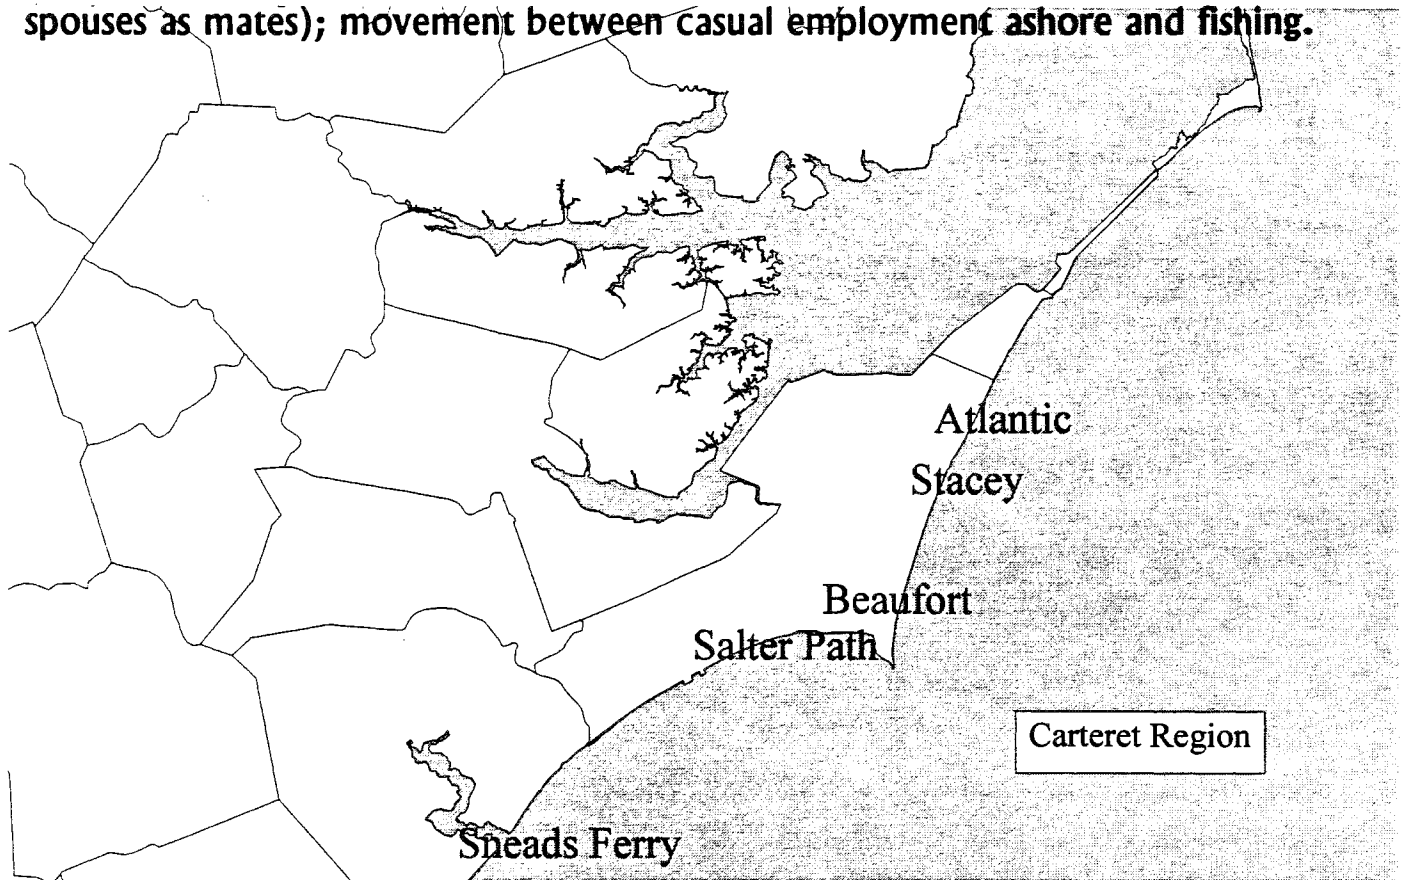 spouses as mates); movement between casual employment ashore and fishing.
Atlantic
Stacey
Beaufort
Salter Path
Carteret Region
Sneads Ferry